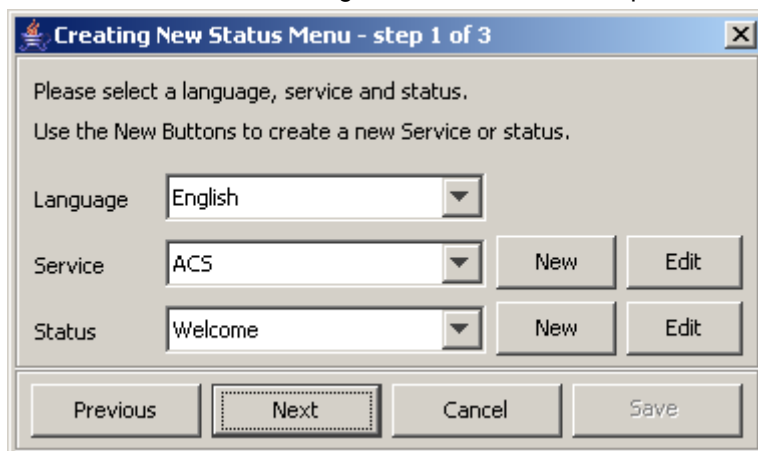 Creating New Status Menu - step 1 of 3
Please select a language, service and status.
Use the New Buttons to create a new Service or status.
Language English
Service ACS New Edit
Status Welcome New Edit
Previous Next Cancel Save